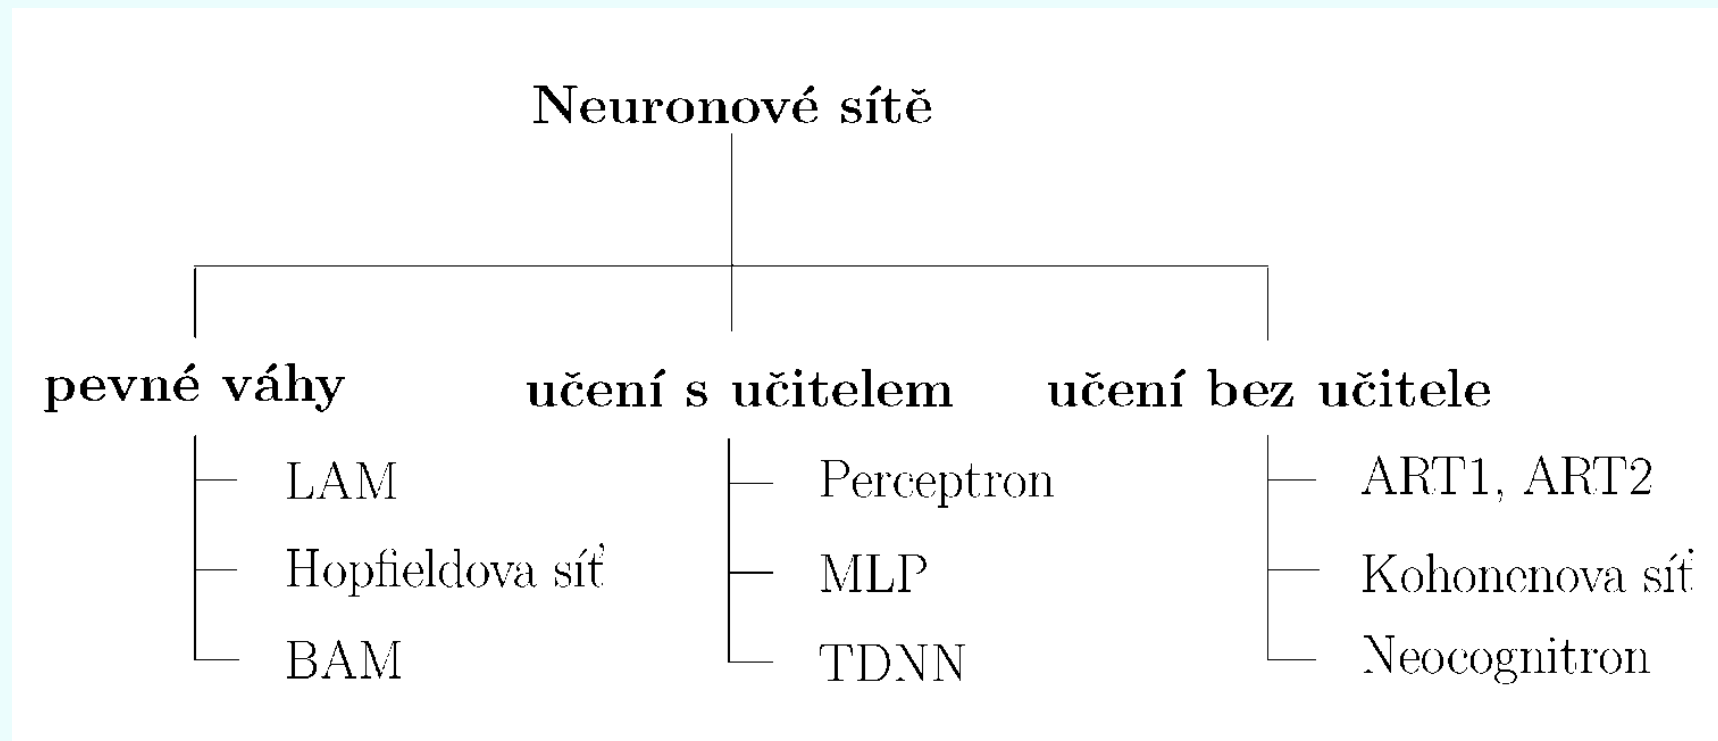 Neuronové sítě
pevné váhy
LAM
Hopfieldova síť
BAM
učení s učitelem
Perceptron
MLP
TDNN
učení bez učitele
ART1, ART2
Kohonenova síť
Neocognitron